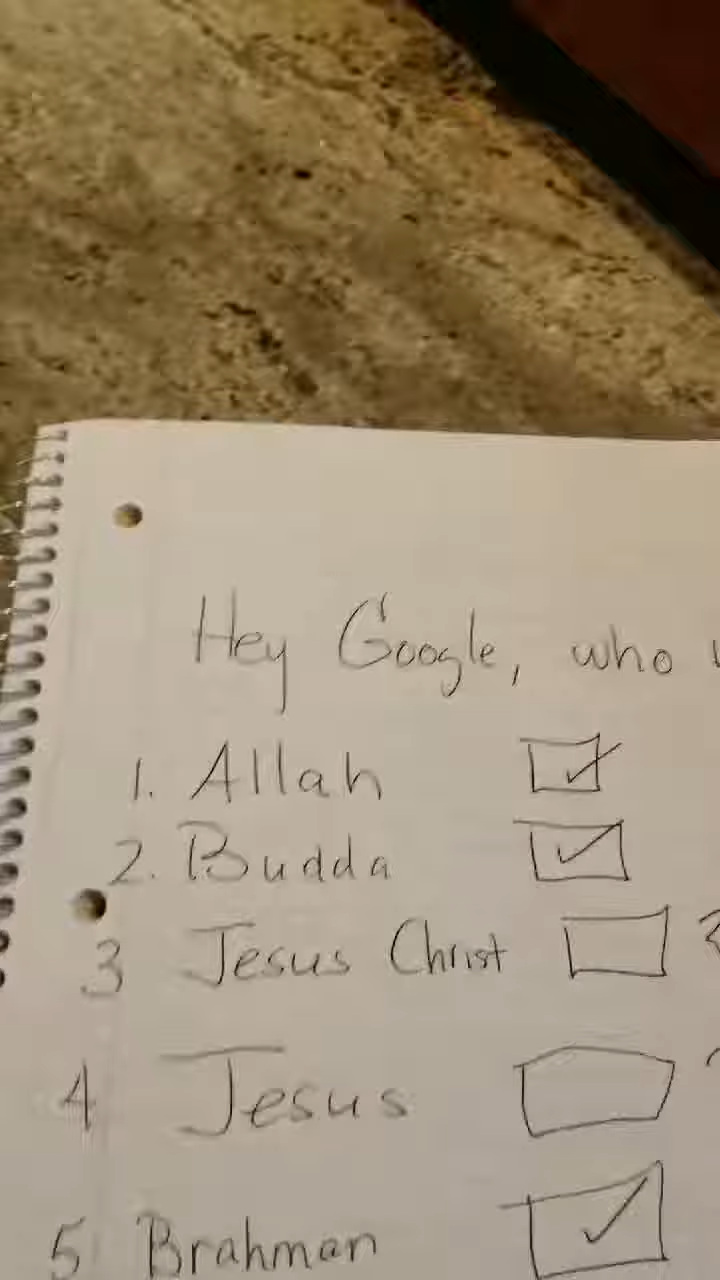 Hey Google, who
1. Allah
2. Budda
3 Jesus Christ ?
4 Jesus
5 Brahman